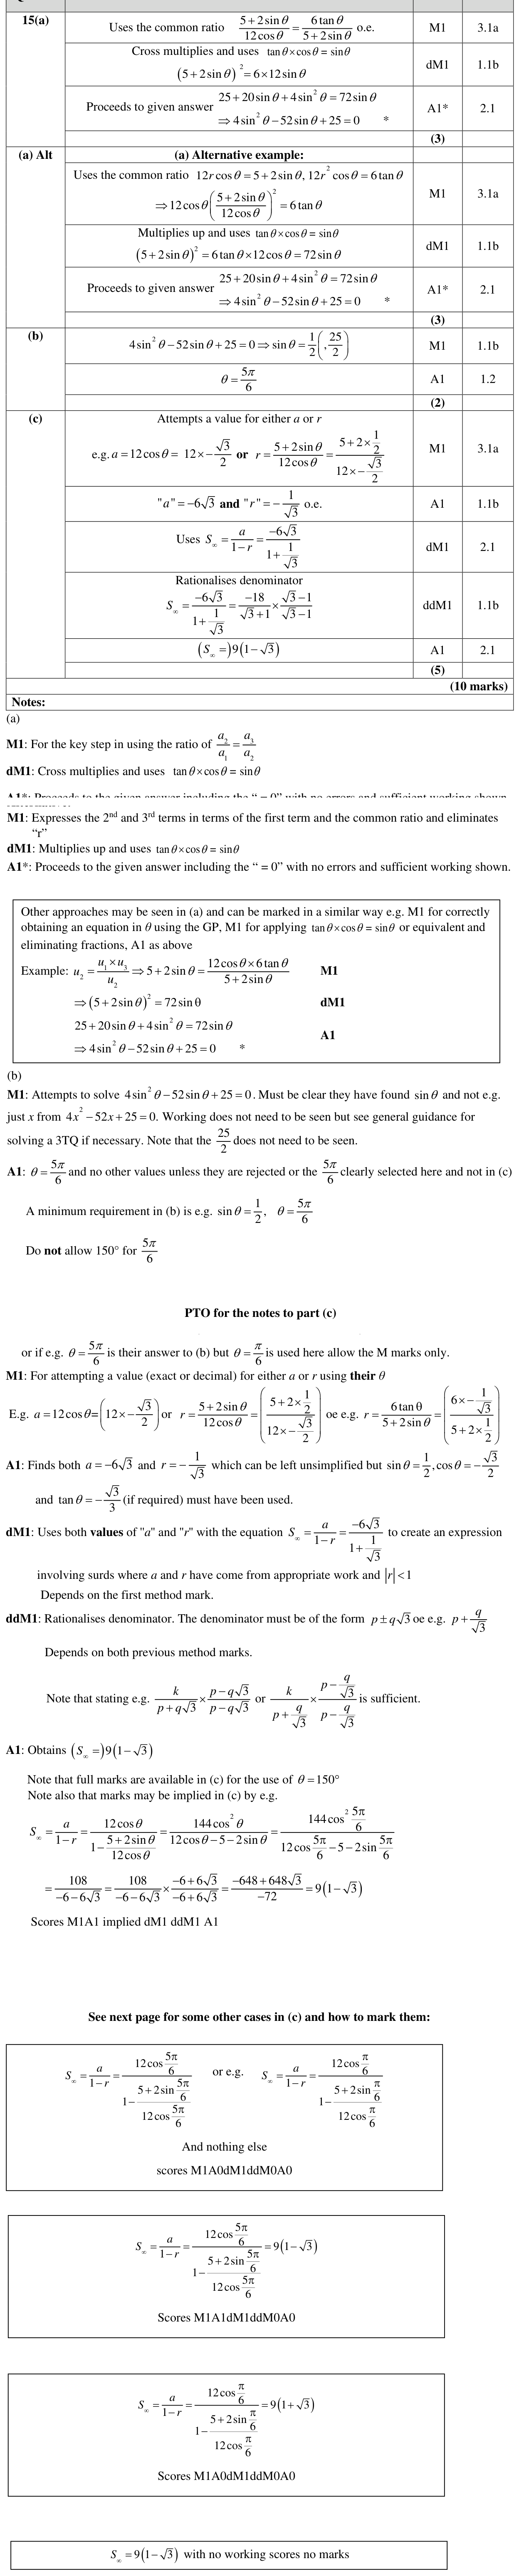 15(a)
Uses the common ratio (5 + 2sinθ)/(12cosθ) = (6tanθ)/(5 + 2sinθ) o.e.
M1
3.1a
Cross multiplies and uses tanθ×cosθ = sinθ
(5 + 2sinθ)² = 6×12sinθ
dM1
1.1b
Proceeds to given answer 25 + 20sinθ + 4sin²θ = 72sinθ
⇒ 4sin²θ − 52sinθ + 25 = 0 *
A1*
2.1
(3)
(a) Alt
(a) Alternative example:
Uses the common ratio 12r cosθ = 5 + 2sinθ, 12r² cosθ = 6tanθ
⇒ 12cosθ((5 + 2sinθ)/(12cosθ))² = 6tanθ
M1
3.1a
Multiplies up and uses tanθ×cosθ = sinθ
(5 + 2sinθ)² = 6tanθ×12cosθ = 72sinθ
dM1
1.1b
Proceeds to given answer 25 + 20sinθ + 4sin²θ = 72sinθ
⇒ 4sin²θ − 52sinθ + 25 = 0 *
A1*
2.1
(3)
(b)
4sin²θ − 52sinθ + 25 = 0 ⇒ sinθ = 1/2(, 25/2)
M1
1.1b
θ = 5π/6
A1
1.2
(2)
(c)
Attempts a value for either a or r
e.g. a = 12cosθ = 12×−√3/2 or r = (5 + 2sinθ)/(12cosθ) = (5 + 2×1/2)/(12×−√3/2)
M1
3.1a
"a" = −6√3 and "r" = −1/√3 o.e.
A1
1.1b
Uses S∞ = a/(1−r) = (−6√3)/(1 + 1/√3)
dM1
2.1
Rationalises denominator
S∞ = (−6√3)/(1 + 1/√3) = (−18)/(√3+1) × (√3−1)/(√3−1)
ddM1
1.1b
(S∞ =)9(1−√3)
A1
2.1
(5)
(10 marks)
Notes:
(a)
M1: For the key step in using the ratio of a₂/a₁ = a₃/a₂
dM1: Cross multiplies and uses tanθ×cosθ = sinθ
A1*: Proceeds to the given answer including the “ = 0” with no errors and sufficient working shown
M1: Expresses the 2nd and 3rd terms in terms of the first term and the common ratio and eliminates
“r”
dM1: Multiplies up and uses tanθ×cosθ = sinθ
A1*: Proceeds to the given answer including the “ = 0” with no errors and sufficient working shown.
Other approaches may be seen in (a) and can be marked in a similar way e.g. M1 for correctly
obtaining an equation in θ using the GP, M1 for applying tanθ×cosθ = sinθ or equivalent and
eliminating fractions, A1 as above
Example: u₂ = (u₁×u₃)/u₂ ⇒ 5 + 2sinθ = (12cosθ×6tanθ)/(5 + 2sinθ) M1
⇒ (5 + 2sinθ)² = 72sinθ dM1
25 + 20sinθ + 4sin²θ = 72sinθ
A1
⇒ 4sin²θ − 52sinθ + 25 = 0 *
(b)
M1: Attempts to solve 4sin²θ − 52sinθ + 25 = 0. Must be clear they have found sinθ and not e.g.
just x from 4x² − 52x + 25 = 0. Working does not need to be seen but see general guidance for
solving a 3TQ if necessary. Note that the 25/2 does not need to be seen.
A1: θ = 5π/6 and no other values unless they are rejected or the 5π/6 clearly selected here and not in (c)
A minimum requirement in (b) is e.g. sinθ = 1/2, θ = 5π/6
Do not allow 150° for 5π/6
PTO for the notes to part (c)
or if e.g. θ = 5π/6 is their answer to (b) but θ = π/6 is used here allow the M marks only.
M1: For attempting a value (exact or decimal) for either a or r using their θ
E.g. a = 12cosθ=(12×−√3/2) or r = (5 + 2sinθ)/(12cosθ) = ((5 + 2×1/2)/(12×−√3/2)) oe e.g. r = (6tanθ)/(5 + 2sinθ) = ((6×−1/√3)/(5 + 2×1/2))
A1: Finds both a = −6√3 and r = −1/√3 which can be left unsimplified but sinθ = 1/2, cosθ = −√3/2
and tanθ = −√3/3 (if required) must have been used.
dM1: Uses both values of "a" and "r" with the equation S∞ = a/(1−r) = (−6√3)/(1 + 1/√3) to create an expression
involving surds where a and r have come from appropriate work and |r| < 1
Depends on the first method mark.
ddM1: Rationalises denominator. The denominator must be of the form p ± q√3 oe e.g. p + q/√3
Depends on both previous method marks.
Note that stating e.g. k/(p+q√3) × (p−q√3)/(p−q√3) or k/(p + q/√3) × (p − q/√3)/(p − q/√3) is sufficient.
A1: Obtains (S∞ =)9(1−√3)
Note that full marks are available in (c) for the use of θ = 150°
Note also that marks may be implied in (c) by e.g.
S∞ = a/(1−r) = (12cosθ)/(1 − (5+2sinθ)/(12cosθ)) = (144cos²θ)/(12cosθ − 5 − 2sinθ) = (144cos² 5π/6)/(12cos 5π/6 − 5 − 2sin 5π/6)
= 108/(−6−6√3) = 108/(−6−6√3) × (−6+6√3)/(−6+6√3) = (−648+648√3)/(−72) = 9(1−√3)
Scores M1A1 implied dM1 ddM1 A1
See next page for some other cases in (c) and how to mark them:
S∞ = a/(1−r) = (12cos 5π/6)/(1 − (5+2sin 5π/6)/(12cos 5π/6)) or e.g. S∞ = a/(1−r) = (12cos π/6)/(1 − (5+2sin π/6)/(12cos π/6))
And nothing else
scores M1A0dM1ddM0A0
S∞ = a/(1−r) = (12cos 5π/6)/(1 − (5+2sin 5π/6)/(12cos 5π/6)) = 9(1−√3)
Scores M1A1dM1ddM0A0
S∞ = a/(1−r) = (12cos π/6)/(1 − (5+2sin π/6)/(12cos π/6)) = 9(1+√3)
Scores M1A0dM1ddM0A0
S∞ = 9(1−√3) with no working scores no marks